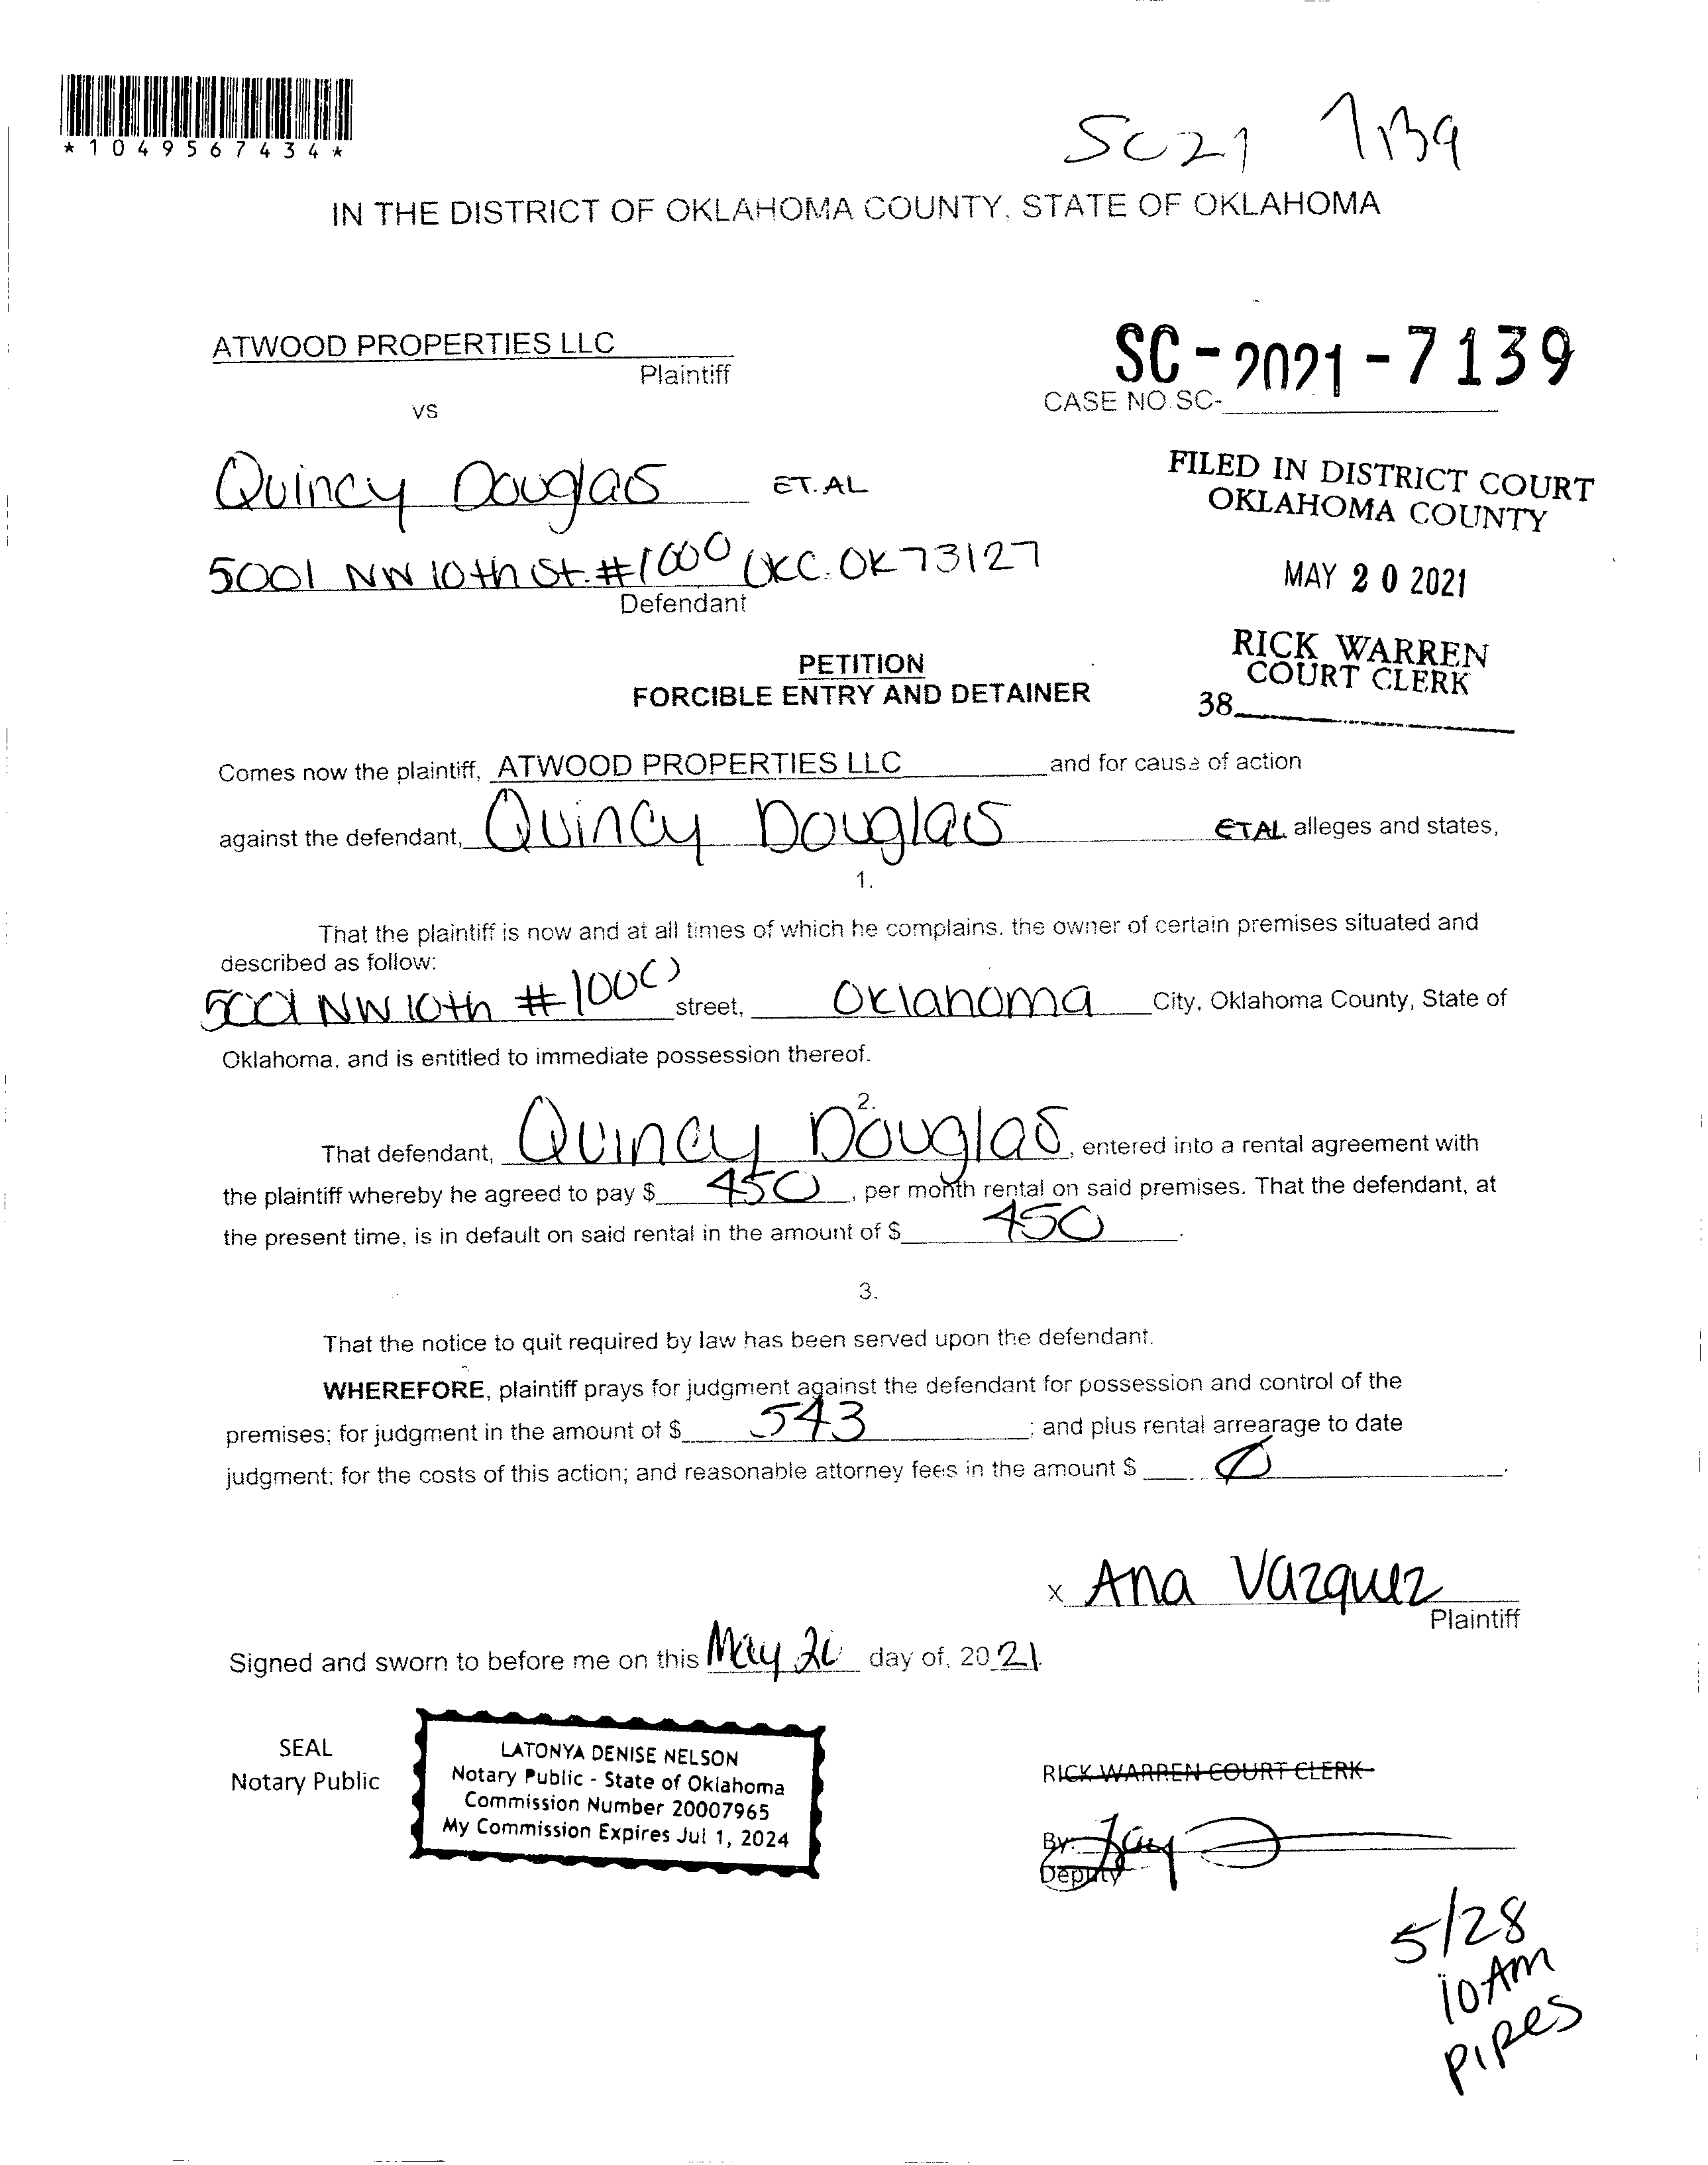 *1049567434*
SC21 7139
IN THE DISTRICT OF OKLAHOMA COUNTY, STATE OF OKLAHOMA
ATWOOD PROPERTIES LLC
Plaintiff
vs
SC-2021-7139
CASE NO.SC-
Quincy Douglas ET.AL
5001 NW 10th St. #1000 OKC. OK 73127
Defendant
FILED IN DISTRICT COURT
OKLAHOMA COUNTY
MAY 20 2021
RICK WARREN
COURT CLERK
38
PETITION
FORCIBLE ENTRY AND DETAINER
Comes now the plaintiff, ATWOOD PROPERTIES LLC and for cause of action
against the defendant, Quincy Douglas ETAL alleges and states,
1.
That the plaintiff is now and at all times of which he complains. the owner of certain premises situated and
described as follow:
5001 NW 10th #1000 street, Oklahoma City, Oklahoma County, State of
Oklahoma, and is entitled to immediate possession thereof.
2.
That defendant, Quincy Douglas, entered into a rental agreement with
the plaintiff whereby he agreed to pay $ 450, per month rental on said premises. That the defendant, at
the present time, is in default on said rental in the amount of $ 450.
3.
That the notice to quit required by law has been served upon the defendant.
WHEREFORE, plaintiff prays for judgment against the defendant for possession and control of the
premises; for judgment in the amount of $ 543; and plus rental arrearage to date
judgment; for the costs of this action; and reasonable attorney fees in the amount $ 0.
x Ana Vazquez
Plaintiff
Signed and sworn to before me on this May 20 day of, 2021.
SEAL
Notary Public
LATONYA DENISE NELSON
Notary Public - State of Oklahoma
Commission Number 20007965
My Commission Expires Jul 1, 2024
RICK WARREN COURT CLERK
By:
Deputy
5/28
10 AM
PIPES